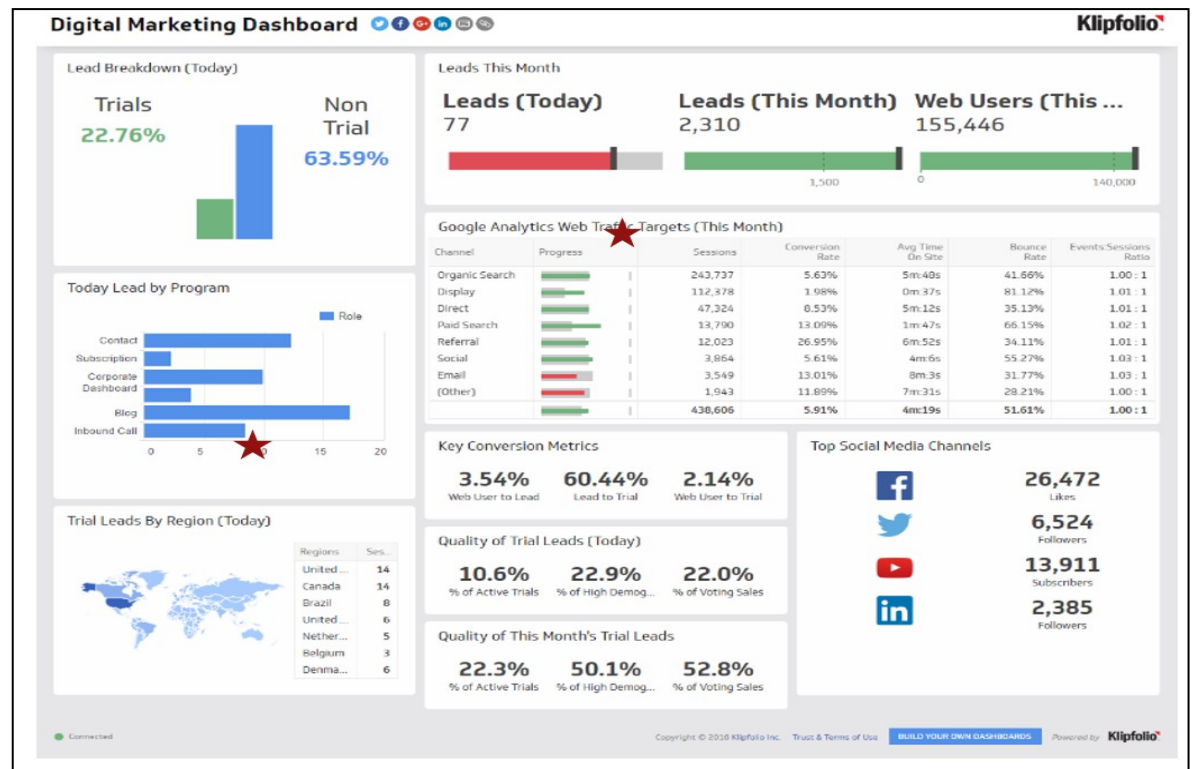 Digital Marketing Dashboard
Klipfolio
Lead Breakdown (Today)
Trials
22.76%
Non
Trial
63.59%
Leads This Month
Leads (Today)
77
Leads (This Month)
2,310
1,500
Web Users (This ...
155,446
0 140,000
Google Analytics Web Traffic Targets (This Month)
Channel Progress Sessions Conversion Rate Avg Time On Site Bounce Rate Events:Sessions Ratio
Organic Search 243,737 5.63% 5m:48s 41.66% 1.00 : 1
Display 112,378 1.98% 0m:37s 81.12% 1.01 : 1
Direct 47,324 8.53% 5m:12s 35.13% 1.01 : 1
Paid Search 13,790 13.09% 1m:47s 66.15% 1.02 : 1
Referral 12,023 26.95% 6m:52s 34.11% 1.01 : 1
Social 3,864 5.61% 4m:6s 55.27% 1.03 : 1
Email 3,549 13.01% 8m:3s 31.77% 1.03 : 1
(Other) 1,943 11.89% 7m:31s 28.21% 1.00 : 1
438,606 5.91% 4m:19s 51.61% 1.00 : 1
Today Lead by Program
Role
Contact
Subscription
Corporate
Dashboard
Blog
Inbound Call
0 5 15 20
Key Conversion Metrics
3.54% 60.44% 2.14%
Web User to Lead Lead to Trial Web User to Trial
Quality of Trial Leads (Today)
10.6% 22.9% 22.0%
% of Active Trials % of High Demog... % of Voting Sales
Quality of This Month's Trial Leads
22.3% 50.1% 52.8%
% of Active Trials % of High Demog... % of Voting Sales
Top Social Media Channels
26,472
Likes
6,524
Followers
13,911
Subscribers
2,385
Followers
Trial Leads By Region (Today)
Regions Ses...
United ... 14
Canada 14
Brazil 8
United ... 6
Nether... 5
Belgium 3
Denma... 6
Connected
Copyright © 2016 Klipfolio Inc. Trust & Terms of Use BUILD YOUR OWN DASHBOARDS Powered by Klipfolio